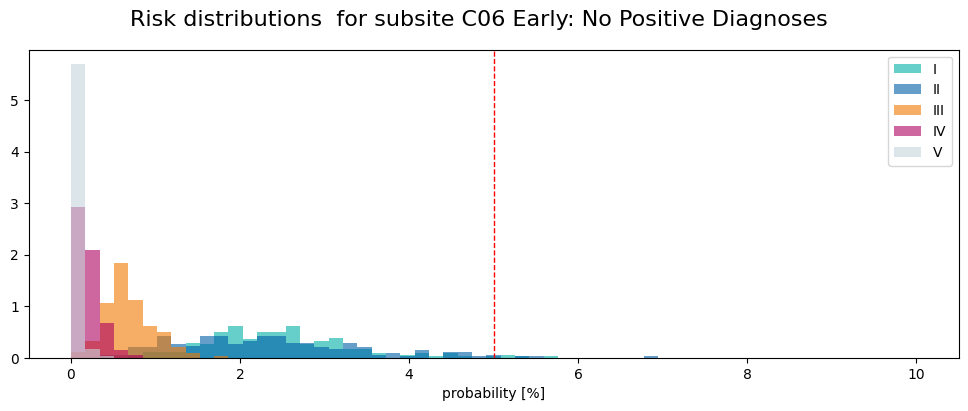 Risk distributions  for subsite C06 Early: No Positive Diagnoses
I
II
III
IV
V
5
4
3
2
1
0
0 2 4 6 8 10
probability [%]